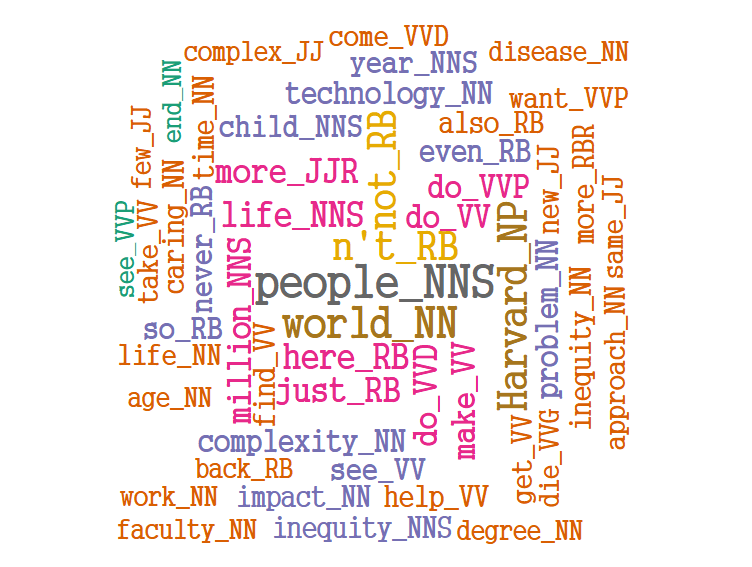 come_VVD
complex_JJ
disease_NN
year_NNS
end_NN
time_NN
technology_NN
want_VVP
few_JJ
child_NNS
not_RB
also_RB
even_RB
new_JJ
more_RBR
more_JJR
do_VVP
same_JJ
see_VVP
take_VV
caring_NN
never_RB
life_NNS
do_VV
n't_RB
Harvard_NP
people_NNS
problem_NN
inequity_NN
approach_NN
million_NNS
world_NN
so_RB
find_VV
life_NN
here_RB
do_VVD
make_VV
age_NN
just_RB
complexity_NN
get_VV
die_VVG
back_RB
see_VV
work_NN
impact_NN
help_VV
faculty_NN
inequity_NNS
degree_NN